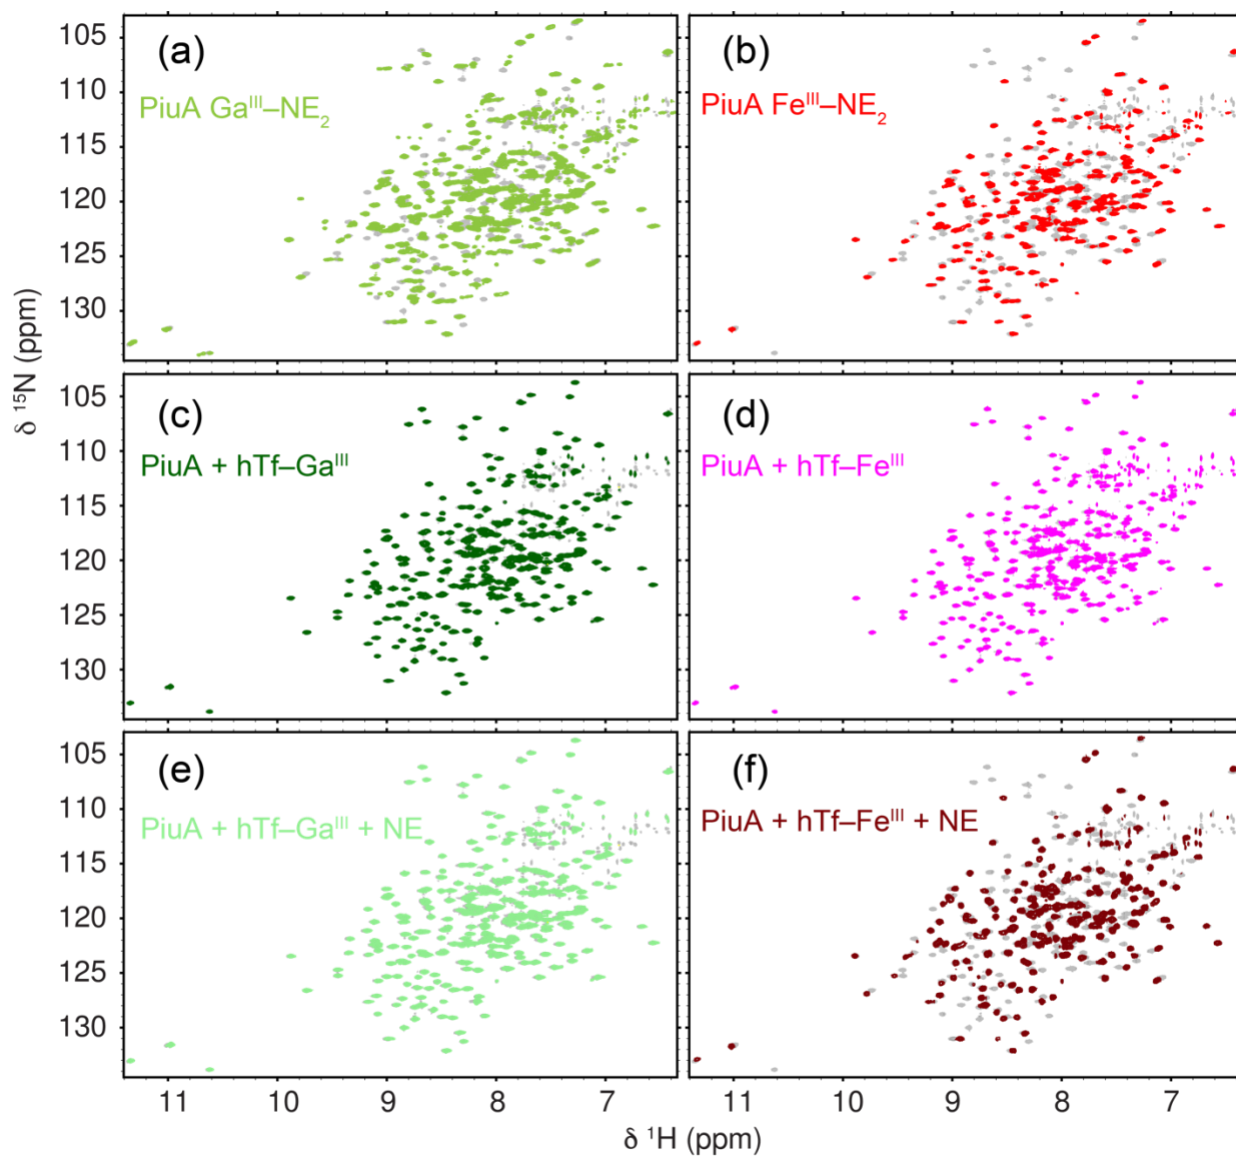 (a)
PiuA Gaᴵᴵᴵ–NE₂
(b)
PiuA Feᴵᴵᴵ–NE₂
105
110
115
120
125
130
(c)
PiuA + hTf–Gaᴵᴵᴵ
(d)
PiuA + hTf–Feᴵᴵᴵ
105
110
115
120
125
130
(e)
PiuA + hTf–Gaᴵᴵᴵ + NE
(f)
PiuA + hTf–Feᴵᴵᴵ + NE
105
110
115
120
125
130
δ ¹⁵N (ppm)
11 10 9 8 7 11 10 9 8 7
δ ¹H (ppm)